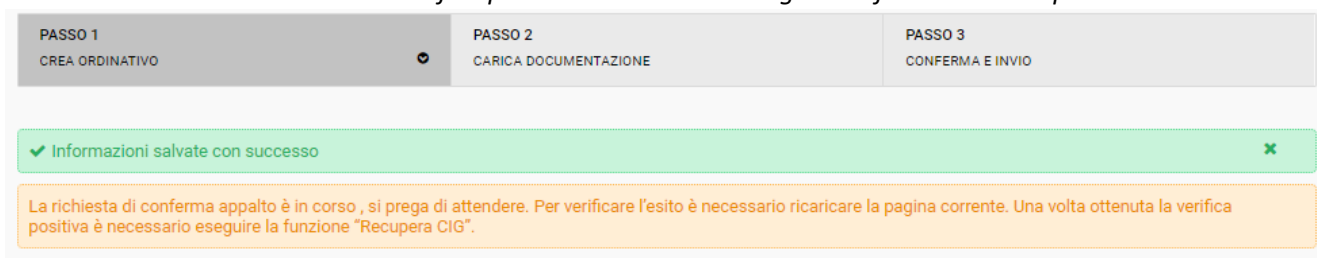 PASSO 1
CREA ORDINATIVO
PASSO 2
CARICA DOCUMENTAZIONE
PASSO 3
CONFERMA E INVIO
Informazioni salvate con successo
La richiesta di conferma appalto è in corso , si prega di attendere. Per verificare l'esito è necessario ricaricare la pagina corrente. Una volta ottenuta la verifica
positiva è necessario eseguire la funzione “Recupera CIG”.